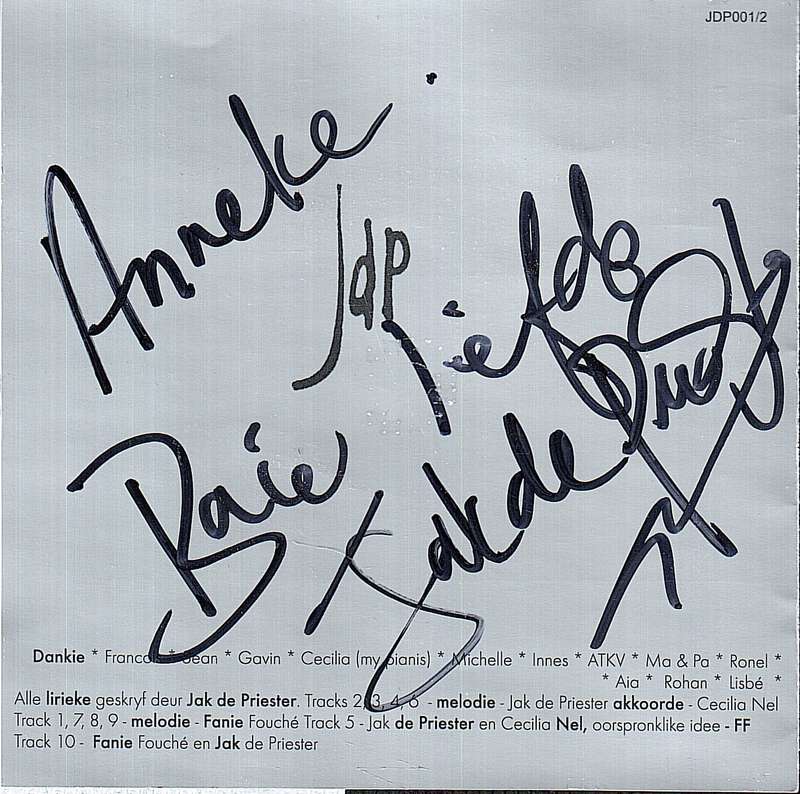 JDP001/2
Anneke
Jdp
Baie liefde
Jak de Priester
Dankie * Francois * Sean * Gavin * Cecilia (my pianis) * Michelle * Innes * ATKV * Ma & Pa * Ronel *
* Aia * Rohan * Lisbé *
Alle lirieke geskryf deur Jak de Priester. Tracks 2, 3, 4, 6 - melodie - Jak de Priester akkoorde - Cecilia Nel
Track 1, 7, 8, 9 - melodie - Fanie Fouché Track 5 - Jak de Priester en Cecilia Nel, oorspronklike idee - FF
Track 10 - Fanie Fouché en Jak de Priester